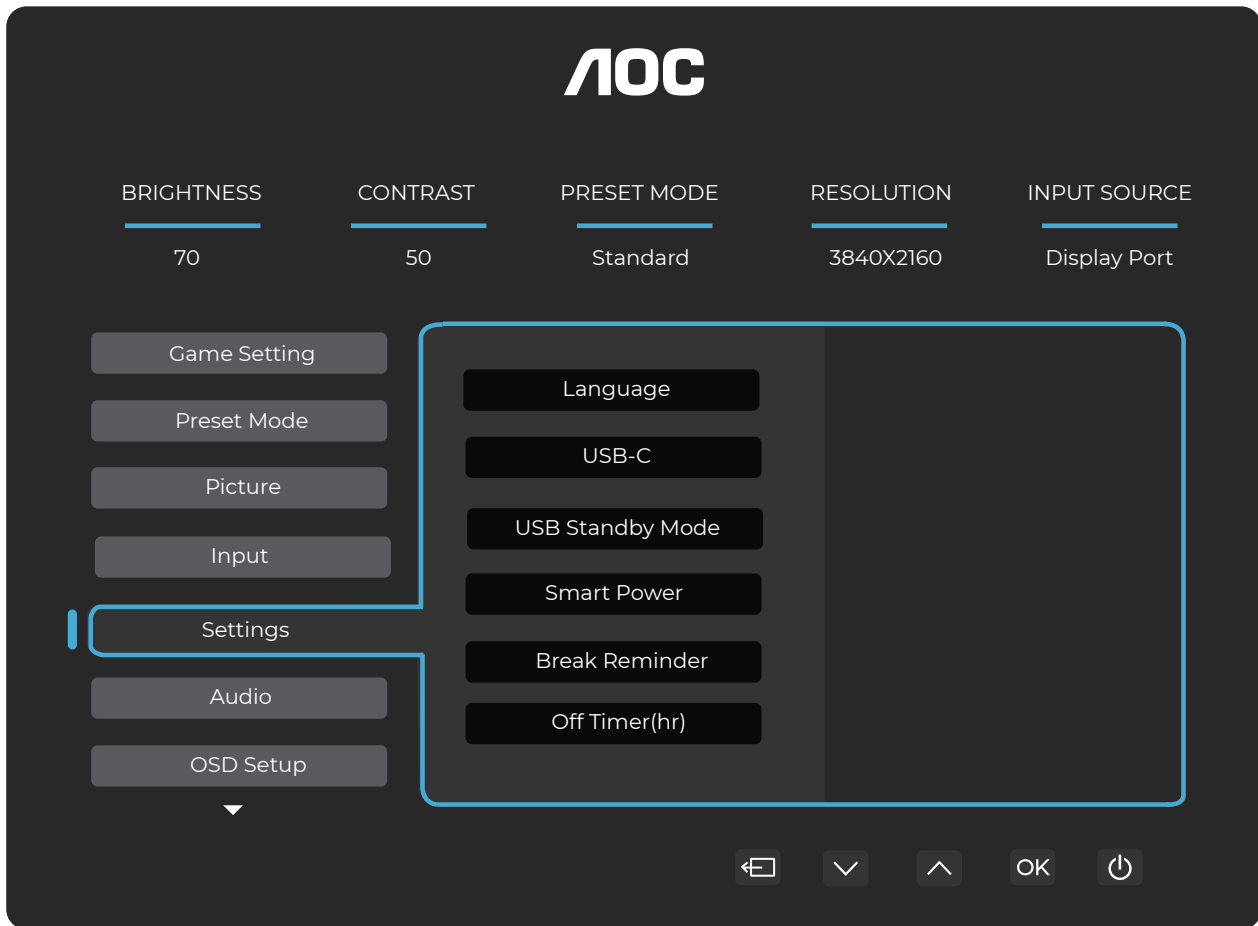 AOC
BRIGHTNESS CONTRAST PRESET MODE RESOLUTION INPUT SOURCE
70 50 Standard 3840X2160 Display Port
Game Setting
Preset Mode
Picture
Input
Settings
Audio
OSD Setup
Language
USB-C
USB Standby Mode
Smart Power
Break Reminder
Off Timer(hr)
OK